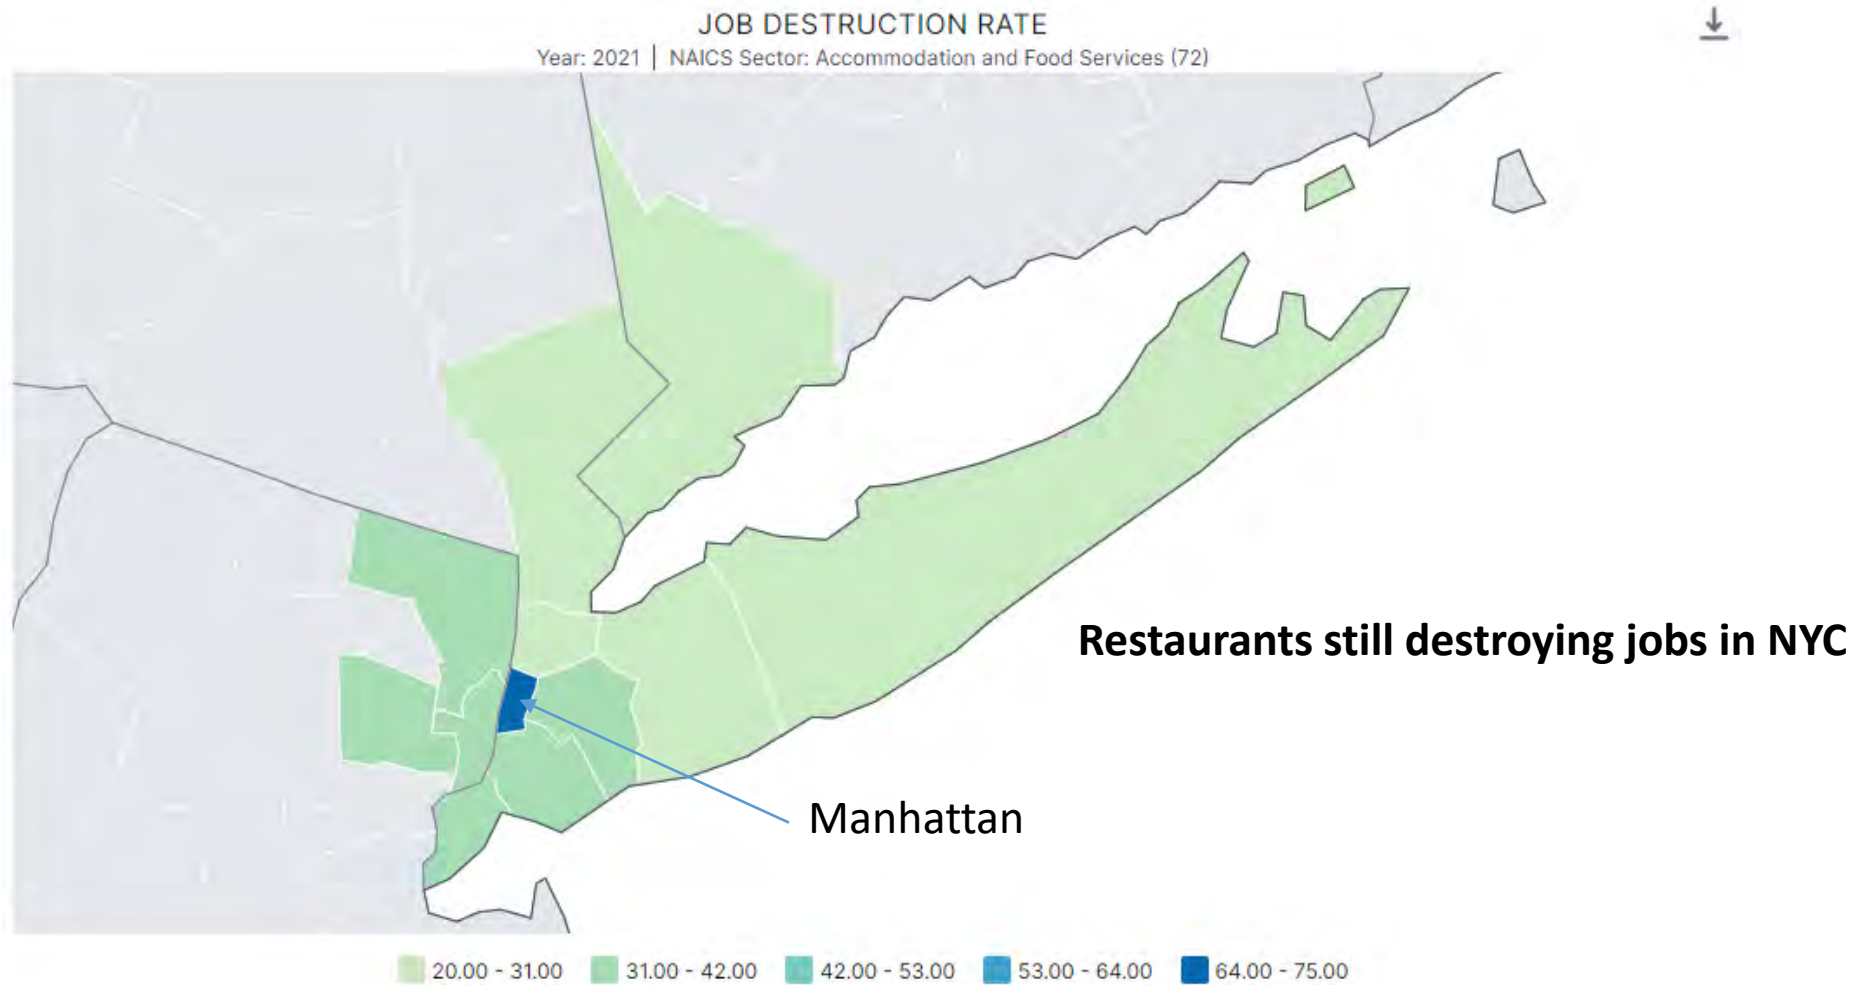 JOB DESTRUCTION RATE
Year: 2021 | NAICS Sector: Accommodation and Food Services (72)
Restaurants still destroying jobs in NYC
Manhattan
20.00 - 31.00 31.00 - 42.00 42.00 - 53.00 53.00 - 64.00 64.00 - 75.00